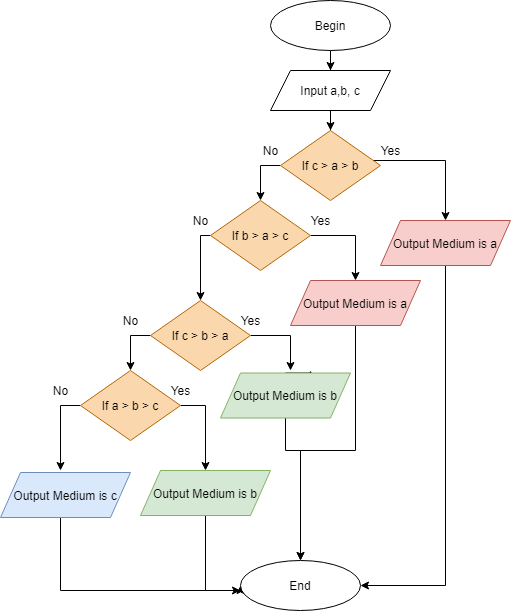 Begin
Input a,b, c
No
If c > a > b
Yes
Output Medium is a
No
If b > a > c
Yes
Output Medium is a
No
If c > b > a
Yes
Output Medium is b
No
If a > b > c
Yes
Output Medium is c
Output Medium is b
End